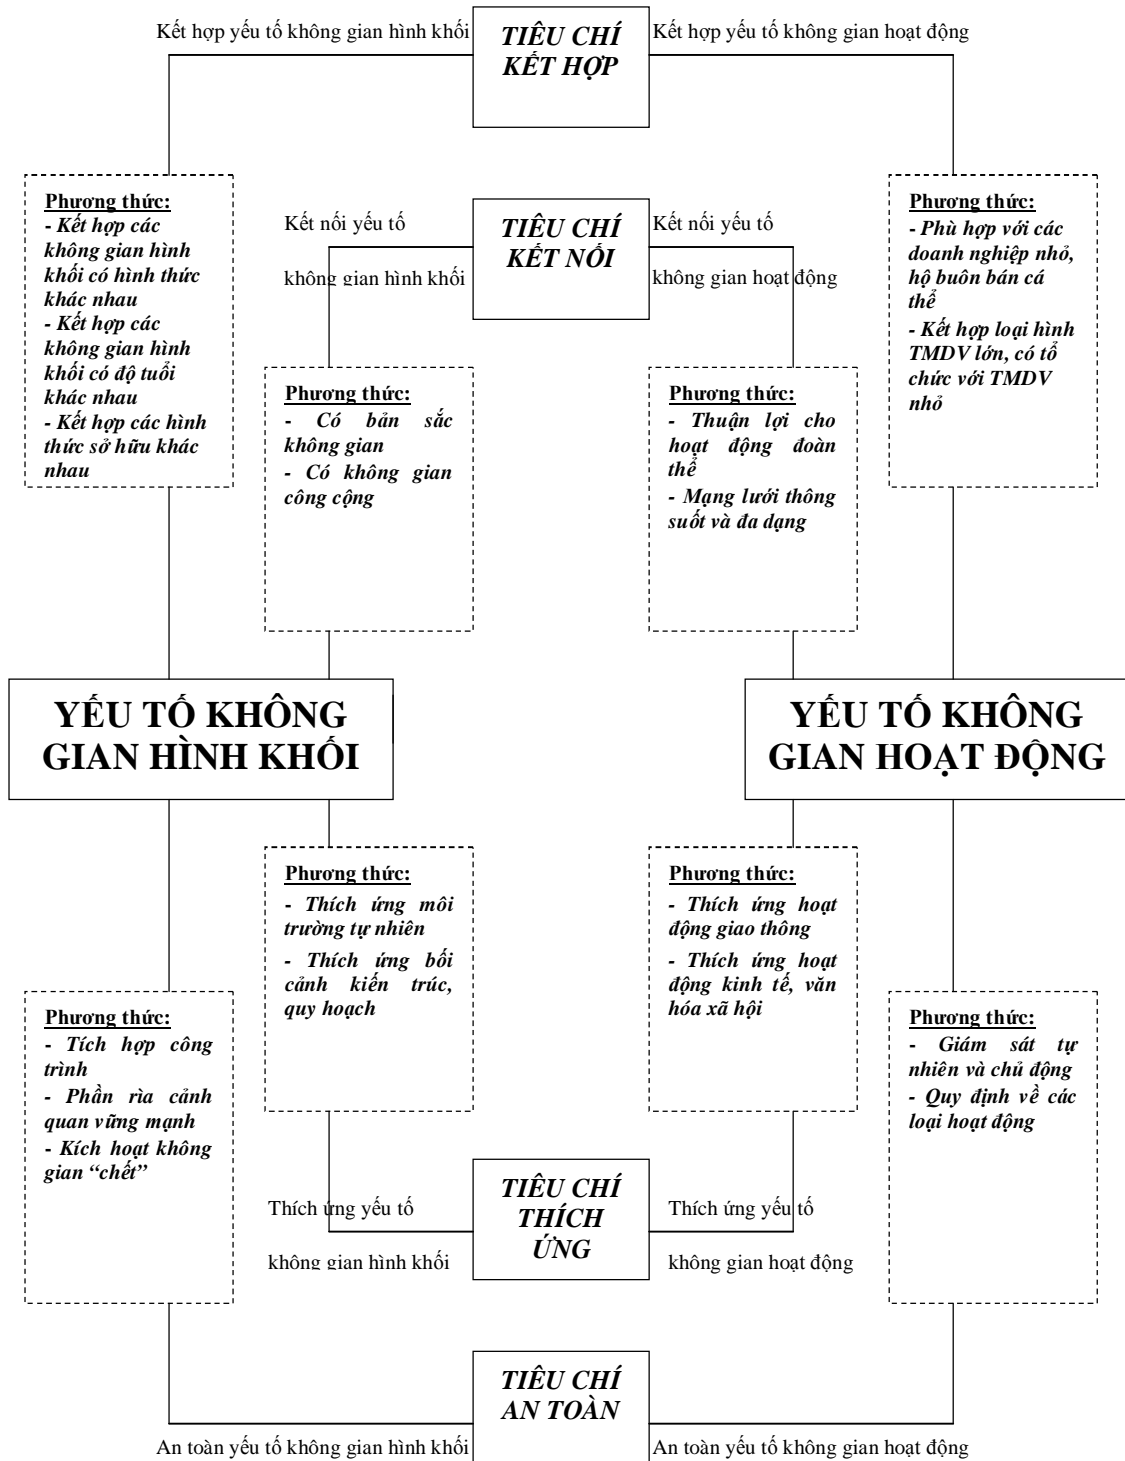 Kết hợp yếu tố không gian hình khối
TIÊU CHÍ
KẾT HỢP
Kết hợp yếu tố không gian hoạt động
Phương thức:
- Kết hợp các
không gian hình
khối có hình thức
khác nhau
- Kết hợp các
không gian hình
khối có độ tuổi
khác nhau
- Kết hợp các hình
thức sở hữu khác
nhau
Kết nối yếu tố
không gian hình khối
TIÊU CHÍ
KẾT NỐI
Kết nối yếu tố
không gian hoạt động
Phương thức:
- Phù hợp với các
doanh nghiệp nhỏ,
hộ buôn bán cá
thể
- Kết hợp loại hình
TMDV lớn, có tổ
chức với TMDV
nhỏ
Phương thức:
- Có bản sắc
không gian
- Có không gian
công cộng
Phương thức:
- Thuận lợi cho
hoạt động đoàn
thể
- Mạng lưới thông
suốt và đa dạng
YẾU TỐ KHÔNG
GIAN HÌNH KHỐI
YẾU TỐ KHÔNG
GIAN HOẠT ĐỘNG
Phương thức:
- Thích ứng môi
trường tự nhiên
- Thích ứng bối
cảnh kiến trúc,
quy hoạch
Phương thức:
- Thích ứng hoạt
động giao thông
- Thích ứng hoạt
động kinh tế, văn
hóa xã hội
Phương thức:
- Tích hợp công
trình
- Phần rìa cảnh
quan vững mạnh
- Kích hoạt không
gian “chết”
Phương thức:
- Giám sát tự
nhiên và chủ động
- Quy định về các
loại hoạt động
Thích ứng yếu tố
không gian hình khối
TIÊU CHÍ
THÍCH
ỨNG
Thích ứng yếu tố
không gian hoạt động
TIÊU CHÍ
AN TOÀN
An toàn yếu tố không gian hình khối
An toàn yếu tố không gian hoạt động